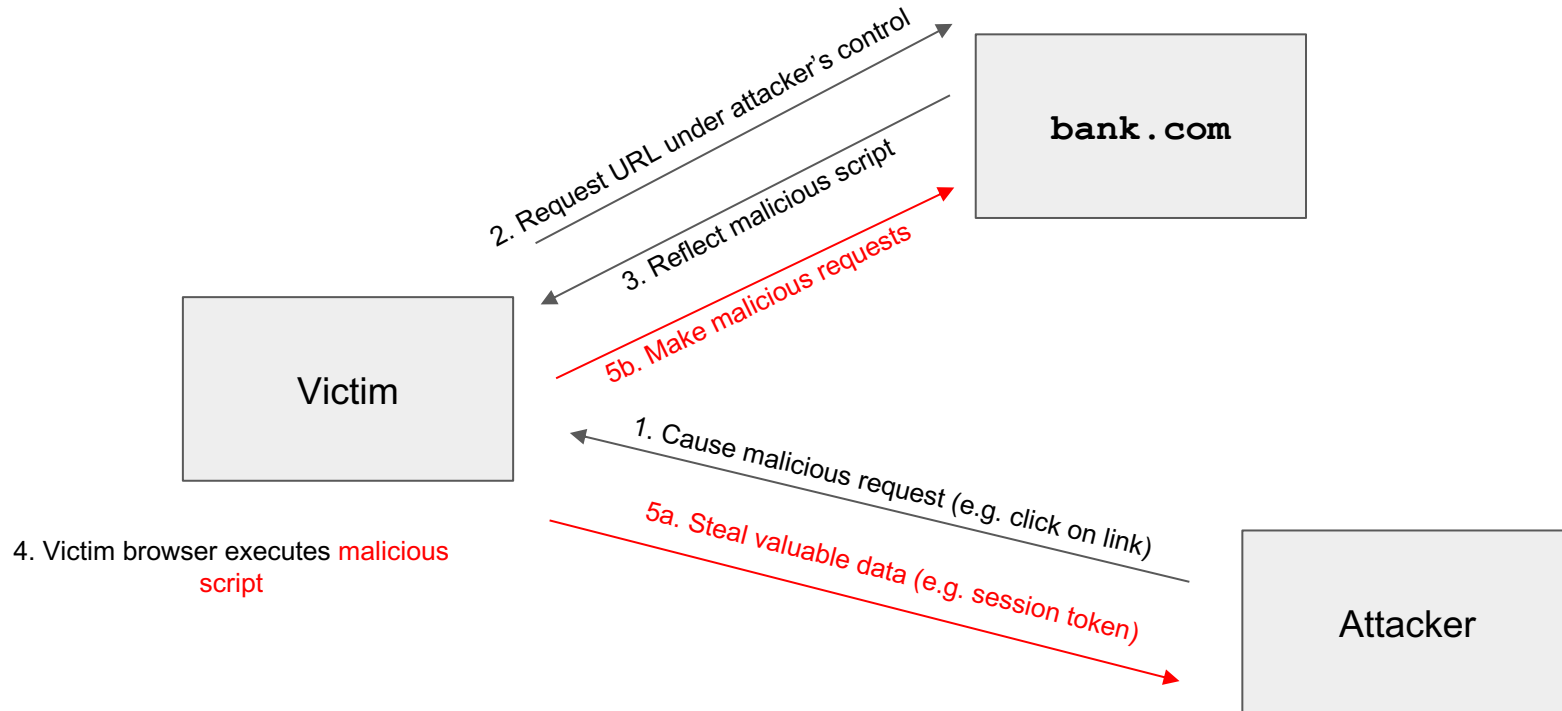 2. Request URL under attacker’s control
bank.com
3. Reflect malicious script
5b. Make malicious requests
Victim
1. Cause malicious request (e.g. click on link)
5a. Steal valuable data (e.g. session token)
4. Victim browser executes malicious
script
Attacker